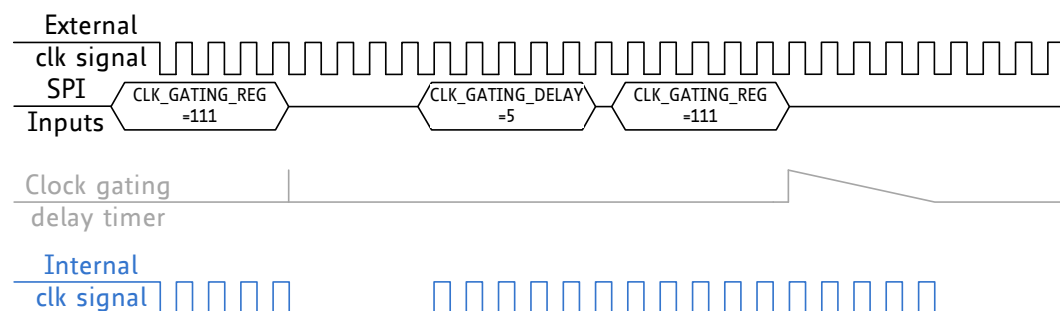 External
clk signal
SPI
Inputs
CLK_GATING_REG
=111
CLK_GATING_DELAY
=5
CLK_GATING_REG
=111
Clock gating
delay timer
Internal
clk signal